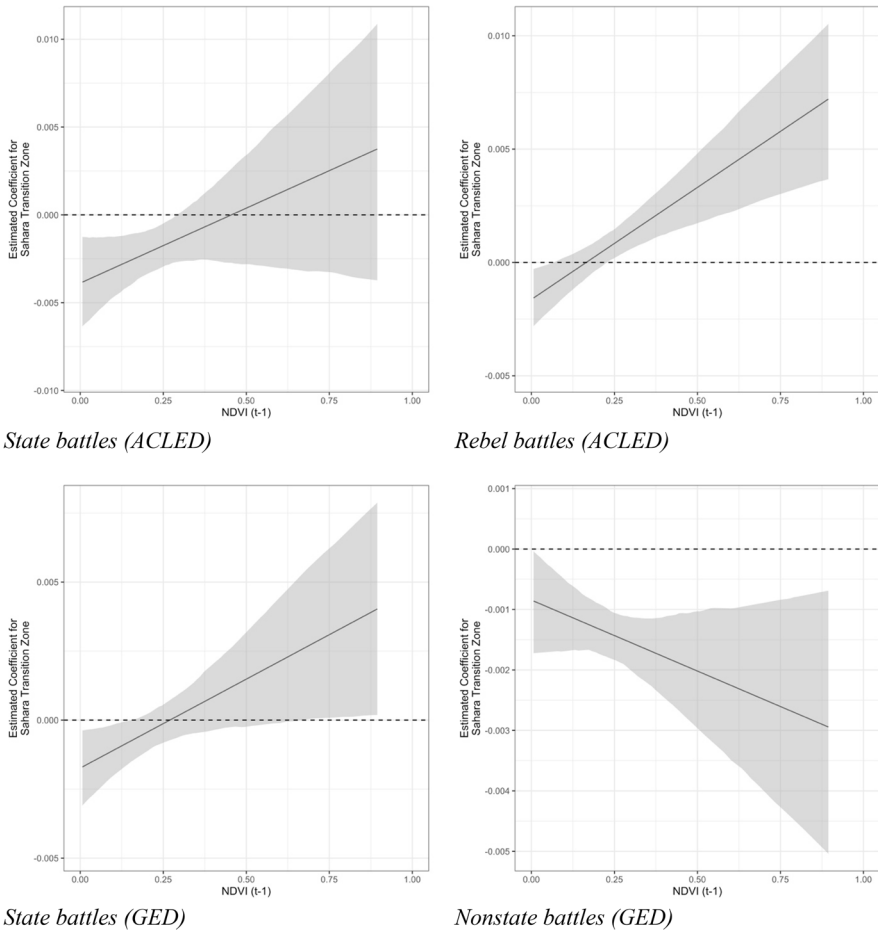 0.010
0.005
0.000
-0.005
-0.010
Estimated Coefficient for
Sahara Transition Zone
0.00 0.25 0.50 0.75 1.00
NDVI (t-1)
State battles (ACLED)
0.010
0.005
0.000
-0.005
Estimated Coefficient for
Sahara Transition Zone
0.00 0.25 0.50 0.75 1.00
NDVI (t-1)
Rebel battles (ACLED)
0.005
0.000
-0.005
Estimated Coefficient for
Sahara Transition Zone
0.00 0.25 0.50 0.75 1.00
NDVI (t-1)
State battles (GED)
0.001
0.000
-0.001
-0.002
-0.003
-0.004
-0.005
Estimated Coefficient for
Sahara Transition Zone
0.00 0.25 0.50 0.75 1.00
NDVI (t-1)
Nonstate battles (GED)